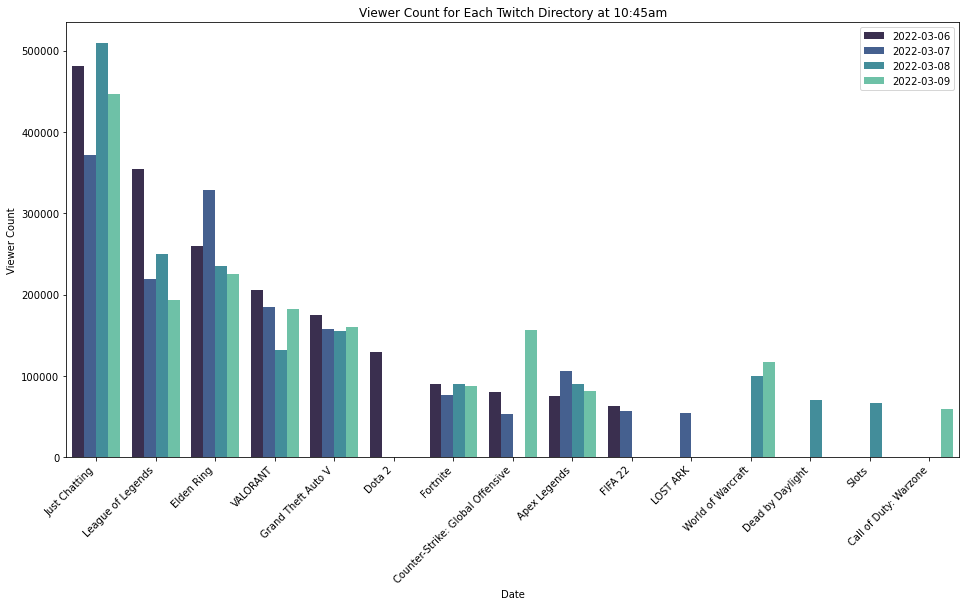 Viewer Count for Each Twitch Directory at 10:45am
2022-03-06
2022-03-07
2022-03-08
2022-03-09
500000
400000
300000
200000
100000
0
Viewer Count
Just Chatting
League of Legends
Elden Ring
VALORANT
Grand Theft Auto V
Dota 2
Fortnite
Counter-Strike: Global Offensive
Apex Legends
FIFA 22
LOST ARK
World of Warcraft
Dead by Daylight
Slots
Call of Duty: Warzone
Date